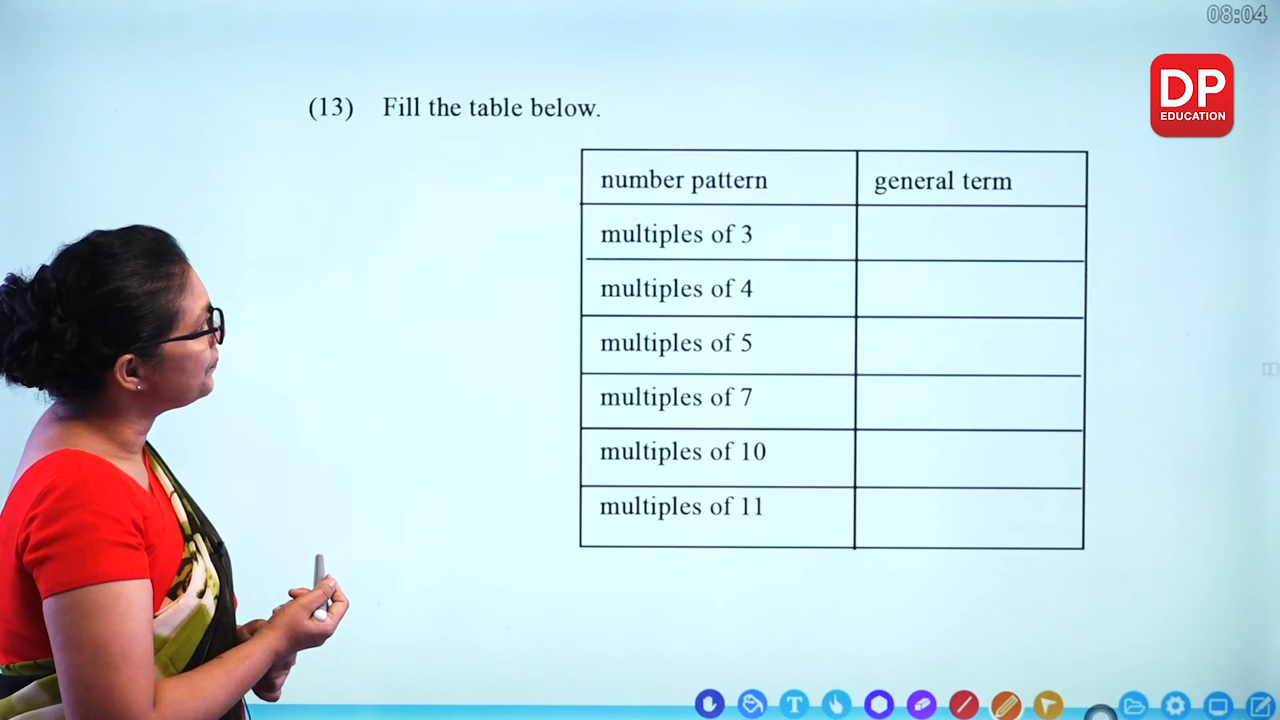 08:04
DP
EDUCATION
(13) Fill the table below.
number pattern general term
multiples of 3
multiples of 4
multiples of 5
multiples of 7
multiples of 10
multiples of 11
T